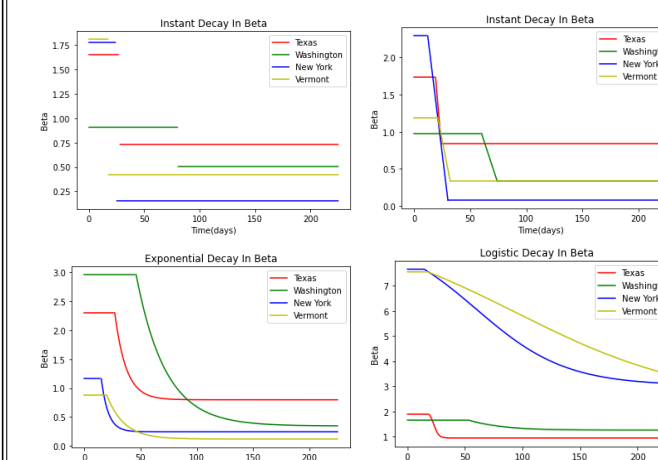 Instant Decay In Beta
1.75
1.50
1.25
1.00
0.75
0.50
0.25
Beta
Texas
Washington
New York
Vermont
0 50 100 150 200
Time(days)
Instant Decay In Beta
2.0
1.5
1.0
0.5
0.0
Beta
Texas
New York
Vermont
0 50 100 150 200
Time(days)
Exponential Decay In Beta
3.0
2.5
2.0
1.5
1.0
0.5
0.0
Beta
Texas
Washington
New York
Vermont
0 50 100 150 200
Logistic Decay In Beta
7
6
5
4
3
2
1
Beta
Texas
New York
Vermont
0 50 100 150 200